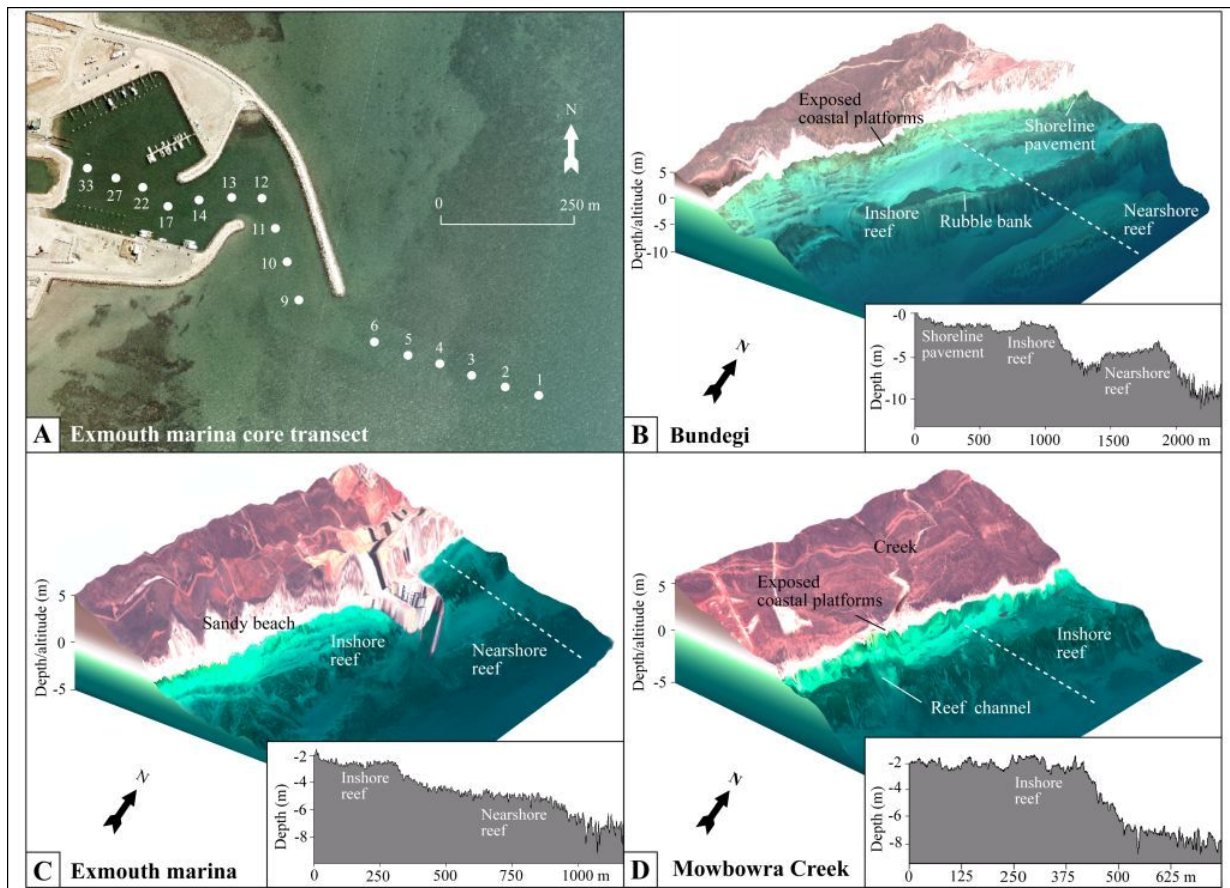 N
0
250 m
33
27
22
17
14
13
12
11
10
9
6
5
4
3
2
1
A Exmouth marina core transect
Exposed
coastal platforms
Shoreline
pavement
Inshore
reef
Rubble bank
Nearshore
reef
Depth/altitude (m)
5
0
-5
-10
N
Depth (m)
-0
-5
-10
Shoreline
pavement
Inshore
reef
Nearshore
reef
0 500 1000 1500 2000 m
B Bundegi
Sandy beach
Inshore
reef
Nearshore
reef
Depth/altitude (m)
5
0
-5
N
Depth (m)
-2
-4
-6
-8
Inshore
reef
Nearshore
reef
0 250 500 750 1000 m
C Exmouth marina
Creek
Exposed
coastal platforms
Inshore
reef
Reef channel
Depth/altitude (m)
5
0
-5
N
Depth (m)
-2
-4
-6
-8
Inshore
reef
0 125 250 375 500 625 m
D Mowbowra Creek